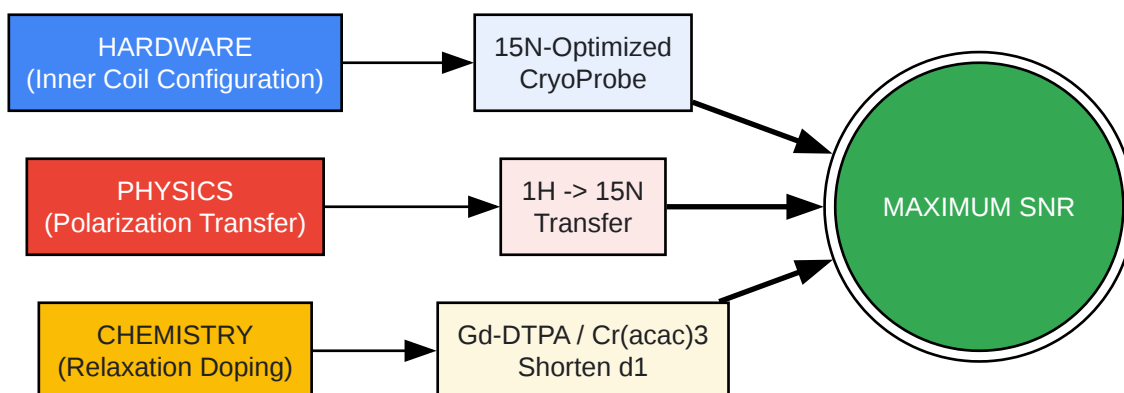 HARDWARE
(Inner Coil Configuration)
15N-Optimized
CryoProbe
PHYSICS
(Polarization Transfer)
1H -> 15N
Transfer
MAXIMUM SNR
CHEMISTRY
(Relaxation Doping)
Gd-DTPA / Cr(acac)3
Shorten d1